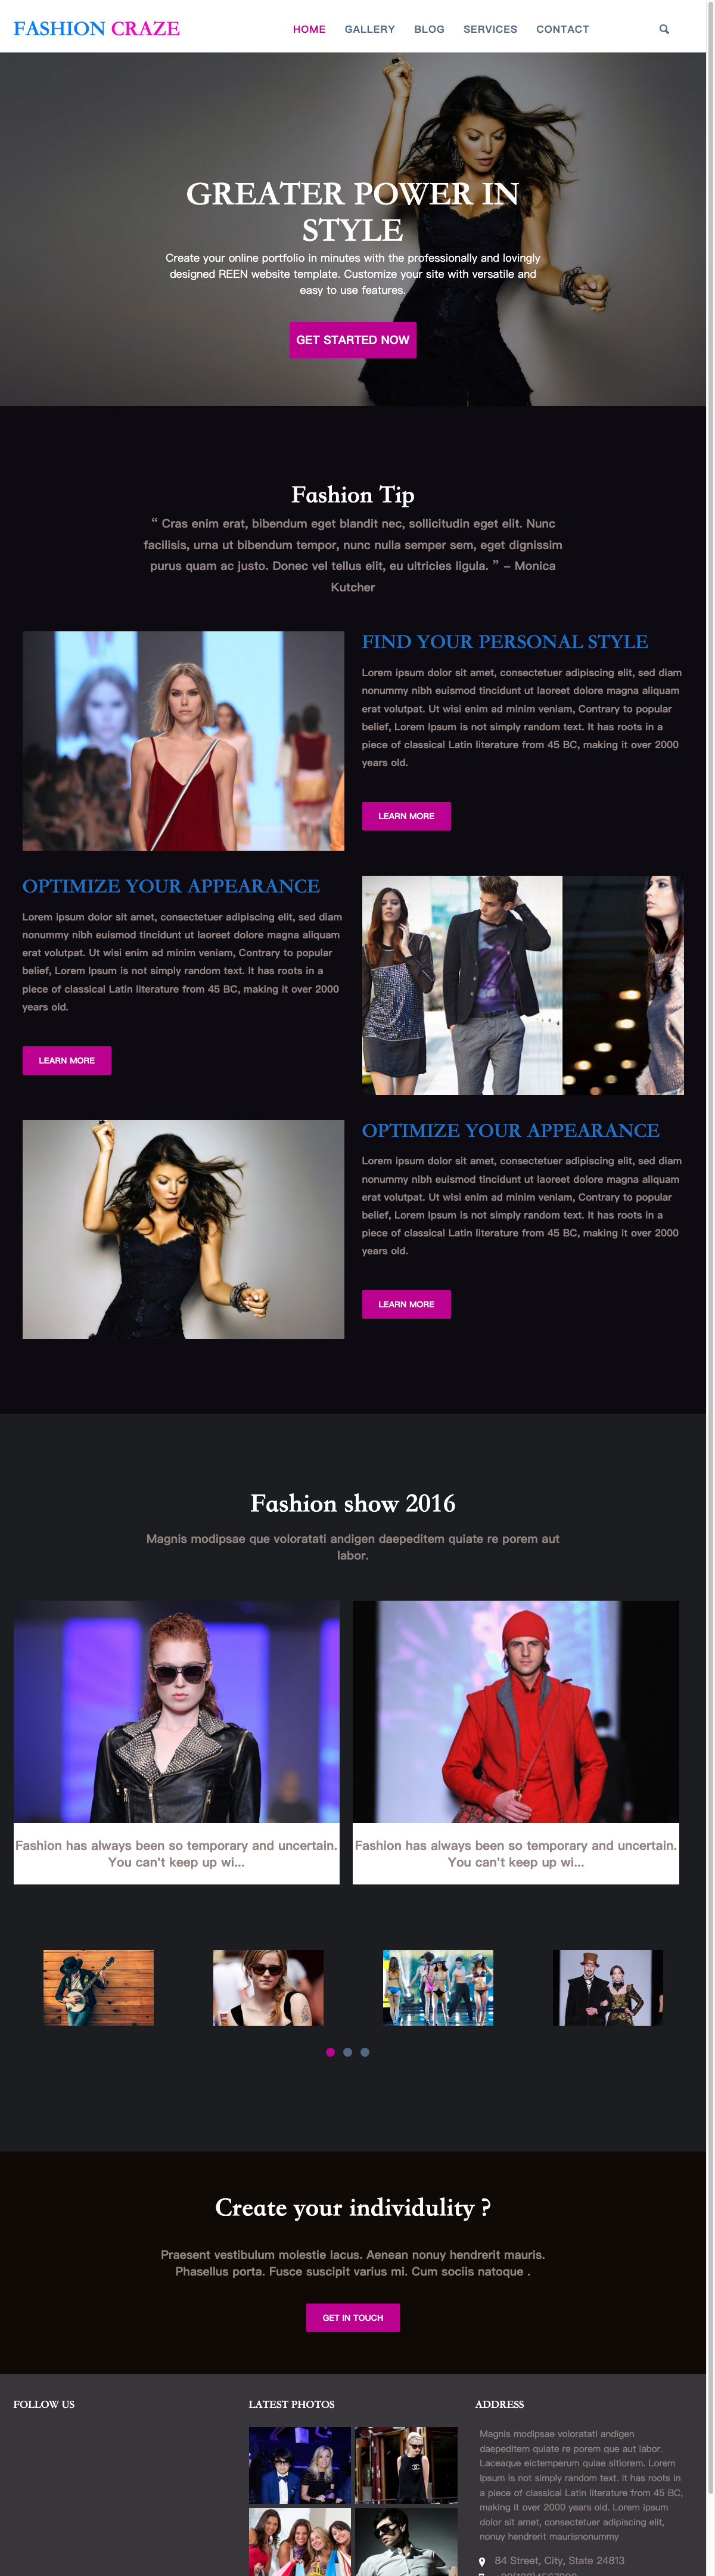 FASHION CRAZE
HOME GALLERY BLOG SERVICES CONTACT
GREATER POWER IN
STYLE
Create your online portfolio in minutes with the professionally and lovingly
designed REEN website template. Customize your site with versatile and
easy to use features.
GET STARTED NOW
Fashion Tip
“ Cras enim erat, bibendum eget blandit nec, sollicitudin eget elit. Nunc
facilisis, urna ut bibendum tempor, nunc nulla semper sem, eget dignissim
purus quam ac justo. Donec vel tellus elit, eu ultricies ligula. ” – Monica
Kutcher
FIND YOUR PERSONAL STYLE
Lorem ipsum dolor sit amet, consectetuer adipiscing elit, sed diam
nonummy nibh euismod tincidunt ut laoreet dolore magna aliquam
erat volutpat. Ut wisi enim ad minim veniam, Contrary to popular
belief, Lorem Ipsum is not simply random text. It has roots in a
piece of classical Latin literature from 45 BC, making it over 2000
years old.
LEARN MORE
OPTIMIZE YOUR APPEARANCE
Lorem ipsum dolor sit amet, consectetuer adipiscing elit, sed diam
nonummy nibh euismod tincidunt ut laoreet dolore magna aliquam
erat volutpat. Ut wisi enim ad minim veniam, Contrary to popular
belief, Lorem Ipsum is not simply random text. It has roots in a
piece of classical Latin literature from 45 BC, making it over 2000
years old.
LEARN MORE
OPTIMIZE YOUR APPEARANCE
Lorem ipsum dolor sit amet, consectetuer adipiscing elit, sed diam
nonummy nibh euismod tincidunt ut laoreet dolore magna aliquam
erat volutpat. Ut wisi enim ad minim veniam, Contrary to popular
belief, Lorem Ipsum is not simply random text. It has roots in a
piece of classical Latin literature from 45 BC, making it over 2000
years old.
LEARN MORE
Fashion show 2016
Magnis modipsae que voloratati andigen daepeditem quiate re porem aut
labor.
Fashion has always been so temporary and uncertain.
You can't keep up wi...
Fashion has always been so temporary and uncertain.
You can't keep up wi...
Create your individulity ?
Praesent vestibulum molestie lacus. Aenean nonuy hendrerit mauris.
Phasellus porta. Fusce suscipit varius mi. Cum sociis natoque .
GET IN TOUCH
FOLLOW US
LATEST PHOTOS
ADDRESS
Magnis modipsae voloratati andigen
daepeditem quiate re porem que aut labor.
Laceaque eictemperum quiae sitiorem. Lorem
Ipsum is not simply random text. It has roots in
a piece of classical Latin literature from 45 BC,
making it over 2000 years old. Lorem ipsum
dolor sit amet, consectetuer adipiscing elit,
nonuy hendrerit maurisnonummy
84 Street, City, State 24813